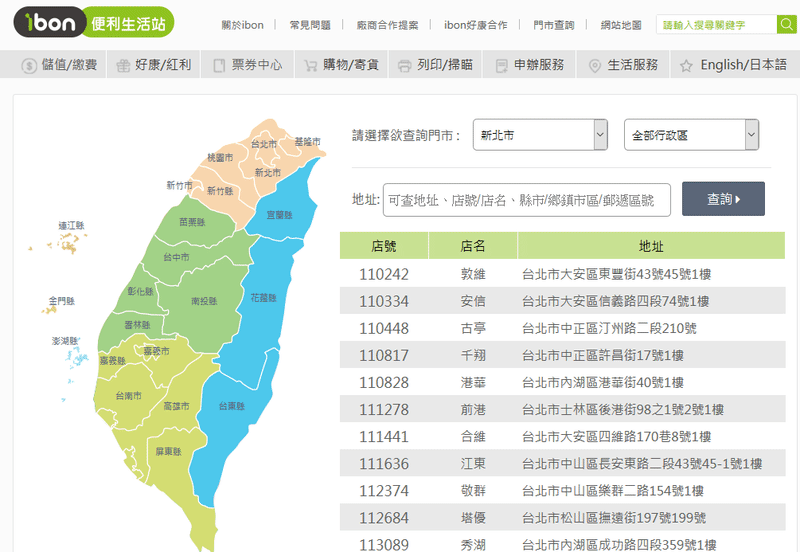 ibon 便利生活站
關於ibon | 常見問題 | 廠商合作提案 | ibon好康合作 | 門市查詢 | 網站地圖
請輸入搜尋關鍵字
儲值/繳費 好康/紅利 票券中心 購物/寄貨 列印/掃瞄 申辦服務 生活服務 English/日本語
請選擇欲查詢門市 : 新北市 全部行政區
地址: 可查地址、店號/店名、縣市/鄉鎮市區/郵遞區號 查詢
基隆市
台北市
桃園市
新北市
新竹市
新竹縣
宜蘭縣
苗栗縣
連江縣
台中市
彰化縣
南投縣
花蓮縣
金門縣
雲林縣
澎湖縣
嘉義市
嘉義縣
台南市
高雄市
台東縣
屏東縣
店號 店名 地址
110242 敦維 台北市大安區東豐街43號45號1樓
110334 安信 台北市大安區信義路四段74號1樓
110448 古亭 台北市中正區汀州路二段210號
110817 千翔 台北市中正區許昌街17號1樓
110828 港華 台北市內湖區港華街40號1樓
111278 前港 台北市士林區後港街98之1號2號1樓
111441 合維 台北市大安區四維路170巷8號1樓
111636 江東 台北市中山區長安東路二段43號45-1號1樓
112374 敬群 台北市中山區樂群二路154號1樓
112684 塔優 台北市松山區撫遠街197號199號
113089 秀湖 台北市內湖區成功路四段359號1樓